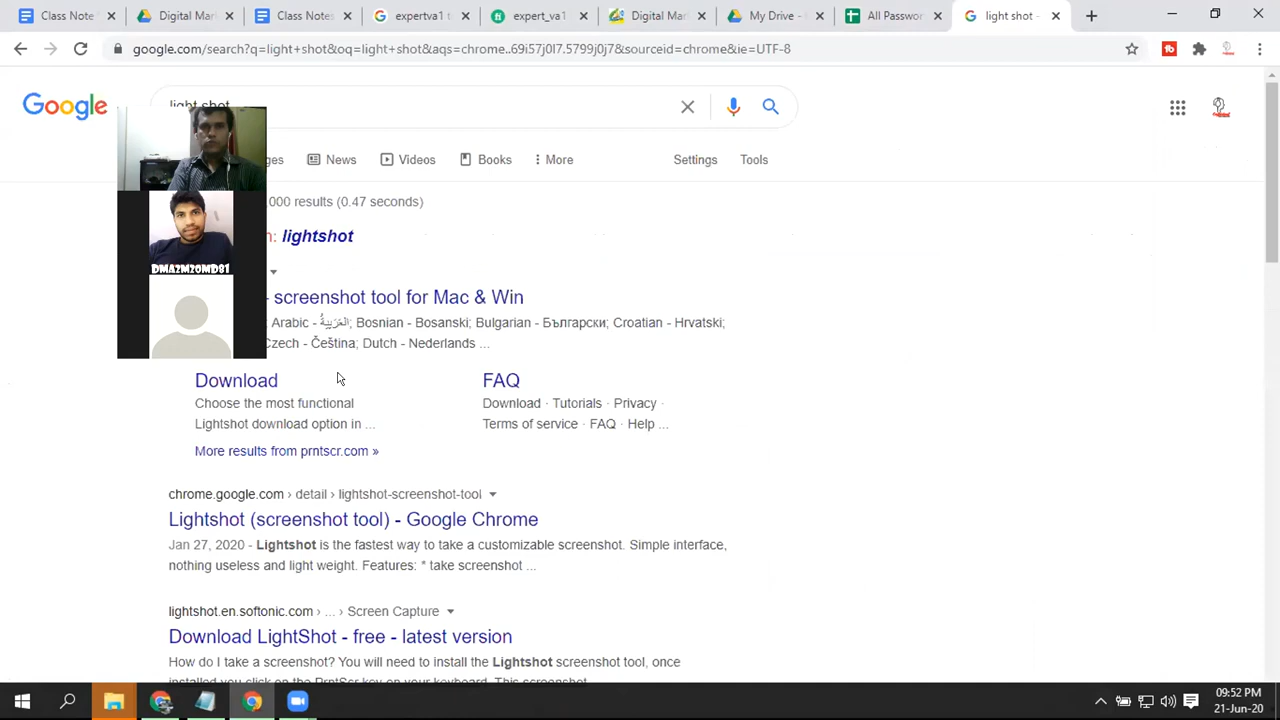 Class Note
Digital Mar
Class Notes
expertva1
expert_va1
Digital Mar
My Drive -
All Passwor
light shot -
google.com/search?q=light+shot&oq=light+shot&aqs=chrome..69i57j0l7.5799j0j7&sourceid=chrome&ie=UTF-8
Google
light shot
ges
News
Videos
Books
More
Settings
Tools
000 results (0.47 seconds)
n: lightshot
DMA2M20MD81
- screenshot tool for Mac & Win
Arabic - العَرَبِيةُ; Bosnian - Bosanski; Bulgarian - Български; Croatian - Hrvatski;
Czech - Čeština; Dutch - Nederlands ...
Download
Choose the most functional
Lightshot download option in ...
FAQ
Download · Tutorials · Privacy ·
Terms of service · FAQ · Help ...
More results from prntscr.com »
chrome.google.com › detail › lightshot-screenshot-tool
Lightshot (screenshot tool) - Google Chrome
Jan 27, 2020 - Lightshot is the fastest way to take a customizable screenshot. Simple interface,
nothing useless and light weight. Features: * take screenshot ...
lightshot.en.softonic.com › ... › Screen Capture
Download LightShot - free - latest version
How do I take a screenshot? You will need to install the Lightshot screenshot tool, once
installed you click on the PrntScr key on your keyboard. This screenshot
09:52 PM
21-Jun-20